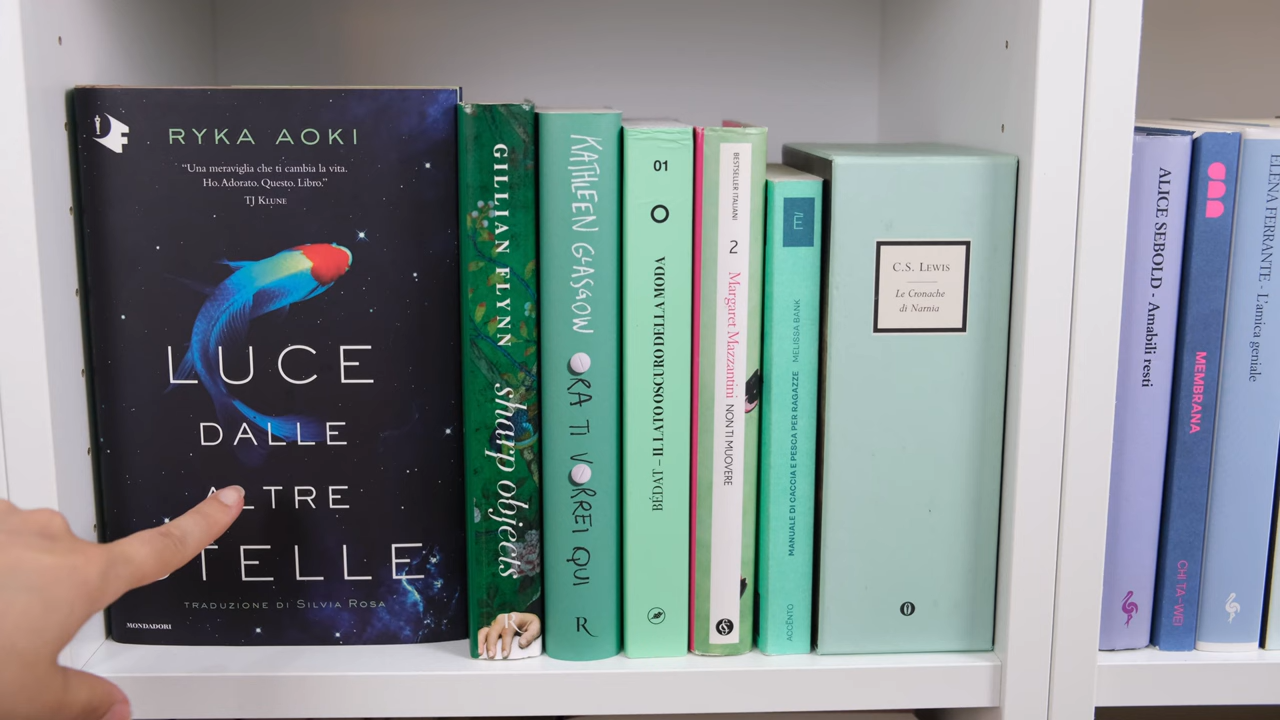 RYKA AOKI
“Una meraviglia che ti cambia la vita.
Ho. Adorato. Questo. Libro.”
TJ KLUNE
LUCE
DALLE
ALTRE
STELLE
TRADUZIONE DI SILVIA ROSA
MONDADORI
GILLIAN FLYNN sharp objects
KATHLEEN GLASGOW ORA TI VORREI QUI
R
01
BEDAT – IL LATO OSCURO DELLA MODA
BESTSELLER ITALIANI
2
Margaret Mazzantini NON TI MUOVERE
E/
MANUALE DI CACCIA E PESCA PER RAGAZZE MELISSA BANK
ACCËNTO
C.S. LEWIS
Le Cronache
di Narnia
ALICE SEBOLD - Amabili resti
MEMBRANA
CHI TA-WEI
ELENA FERRANTE - L'amica geniale